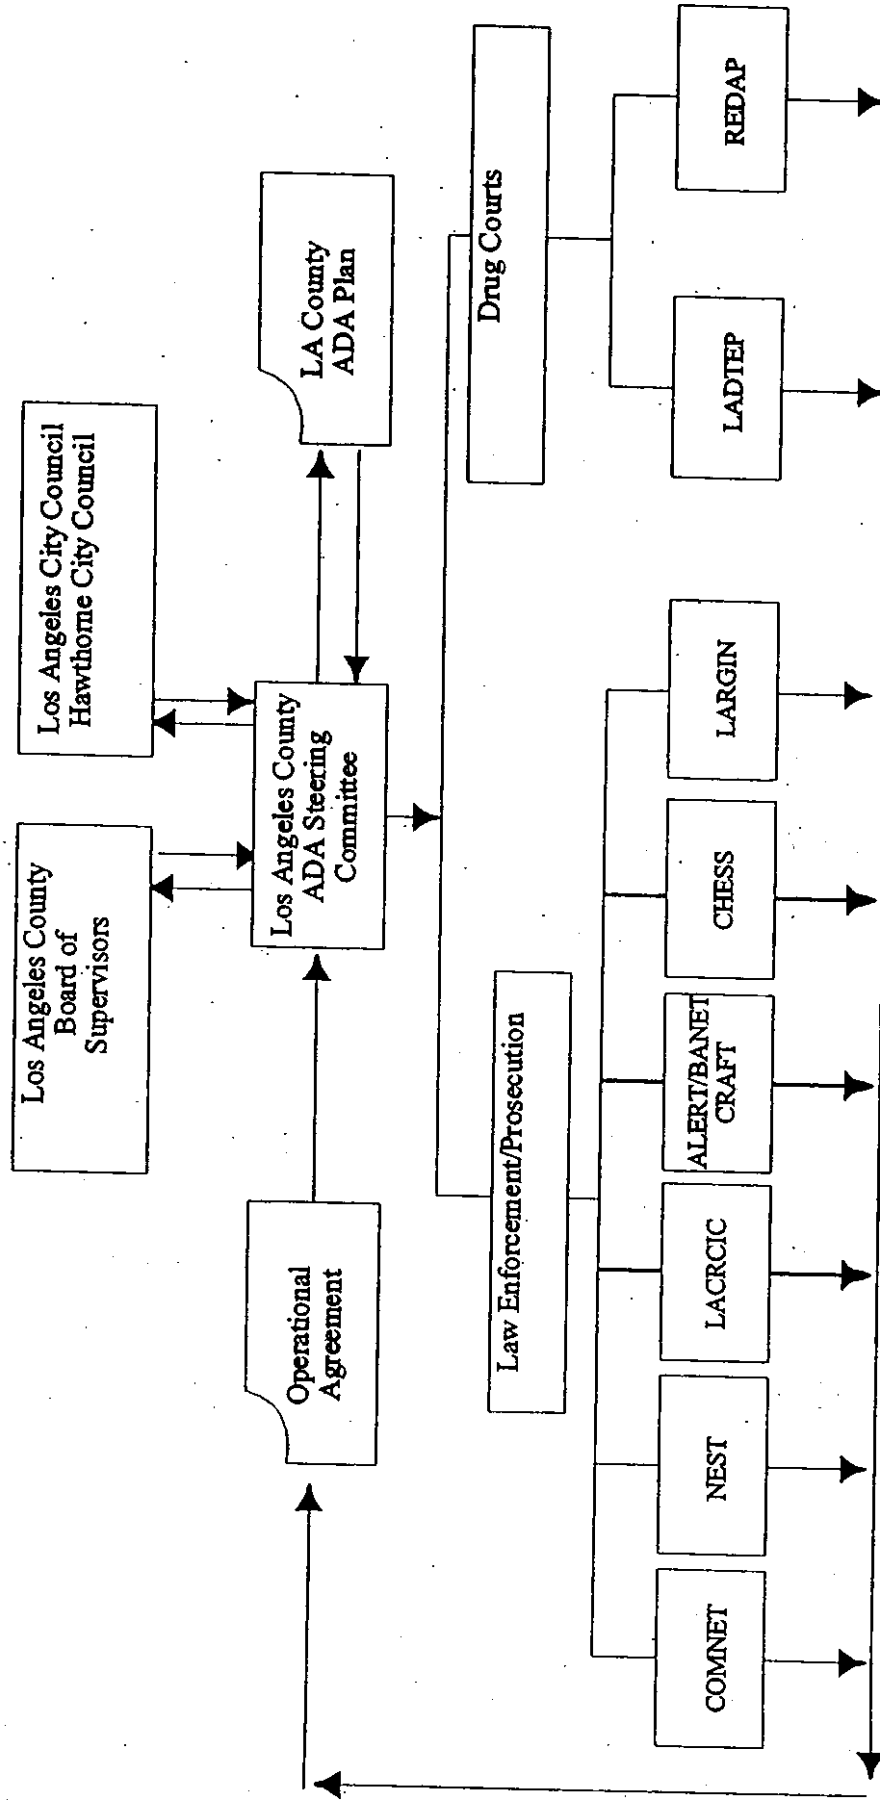 Los Angeles County
Board of
Supervisors
Los Angeles City Council
Hawthorne City Council
Operational
Agreement
Los Angeles County
ADA Steering
Committee
LA County
ADA Plan
Law Enforcement/Prosecution
Drug Courts
COMNET
NEST
LACRCIC
ALERT/BANET
CRAFT
CHESS
LARGIN
LADTEP
REDAP